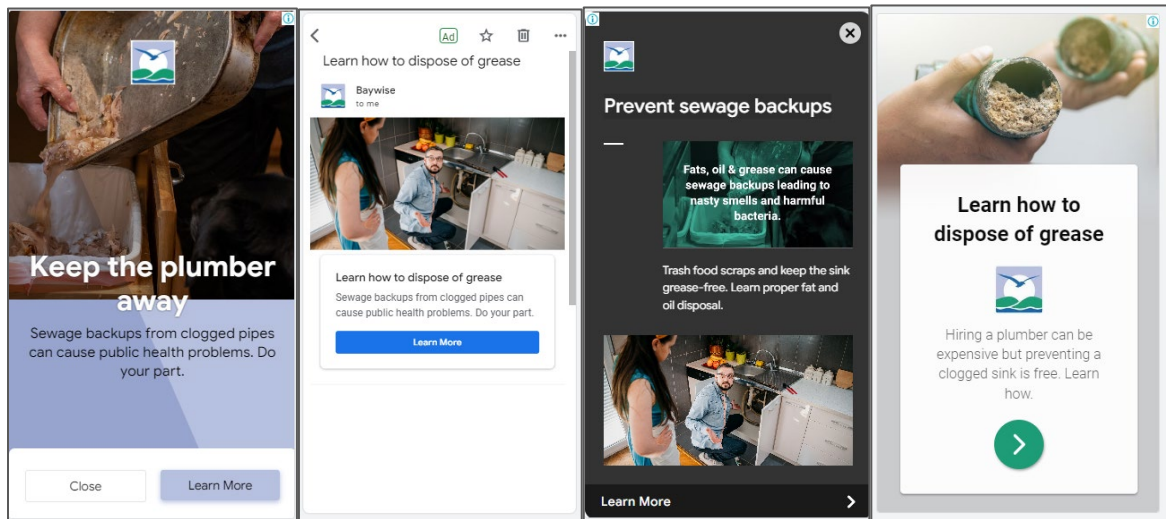 Keep the plumber
away
Sewage backups from clogged pipes
can cause public health problems. Do
your part.
Close
Learn More
Ad
Learn how to dispose of grease
Baywise
to me
Learn how to dispose of grease
Sewage backups from clogged pipes can
cause public health problems. Do your part.
Learn More
Prevent sewage backups
Fats, oil & grease can cause
sewage backups leading to
nasty smells and harmful
bacteria.
Trash food scraps and keep the sink
grease-free. Learn proper fat and
oil disposal.
Learn More
Learn how to
dispose of grease
Hiring a plumber can be
expensive but preventing a
clogged sink is free. Learn
how.